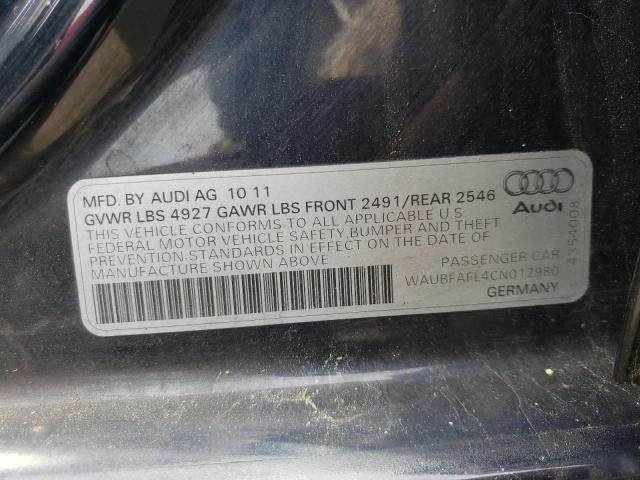 MFD. BY AUDI AG 10 11
GVWR LBS 4927 GAWR LBS FRONT 2491/REAR 2546
THIS VEHICLE CONFORMS TO ALL APPLICABLE U.S
FEDERAL MOTOR VEHICLE SAFETY, BUMPER AND THEFT
PREVENTION-STANDARDS IN EFFECT ON THE DATE OF
MANUFACTURE SHOWN ABOVE
Audi
4354008
PASSENGER CAR
WAUBFAFL4CN012980
GERMANY